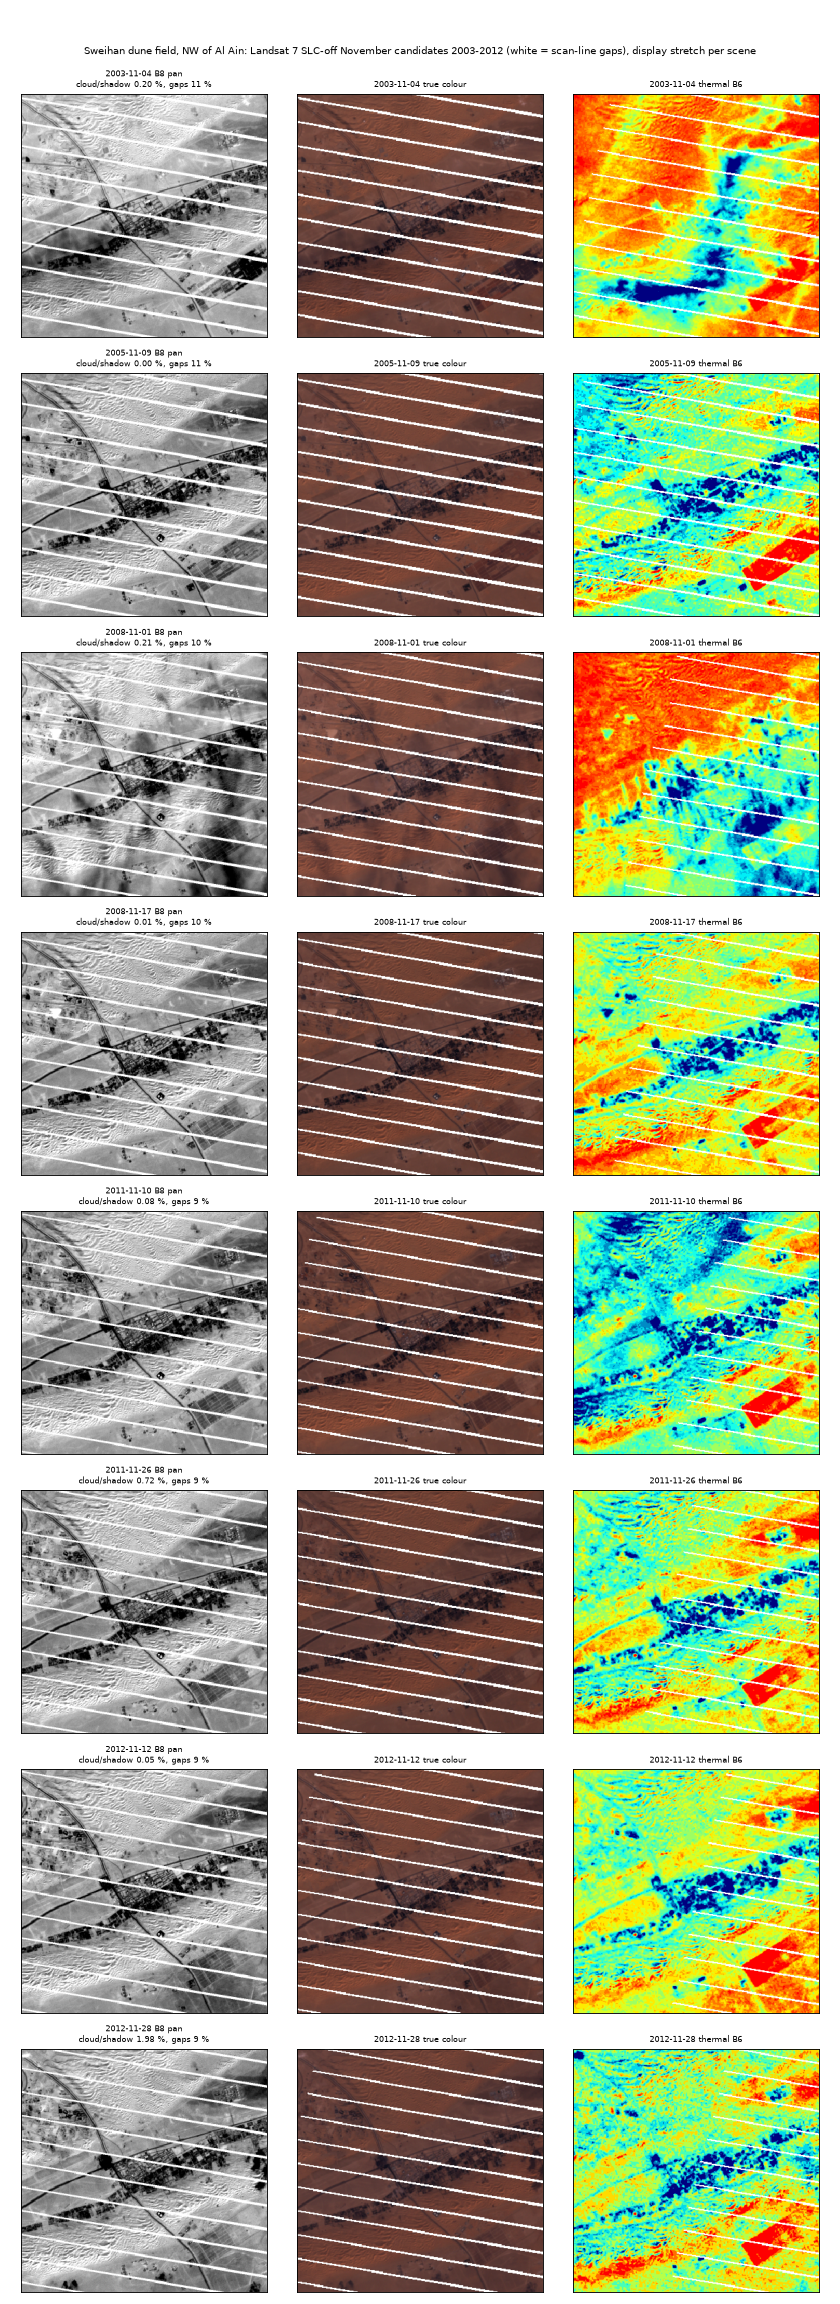 Sweihan dune field, NW of Al Ain: Landsat 7 SLC-off November candidates 2003-2012 (white = scan-line gaps), display stretch per scene
2003-11-04 B8 pan
cloud/shadow 0.20 %, gaps 11 %
2003-11-04 true colour
2003-11-04 thermal B6
2005-11-09 B8 pan
cloud/shadow 0.00 %, gaps 11 %
2005-11-09 true colour
2005-11-09 thermal B6
2008-11-01 B8 pan
cloud/shadow 0.21 %, gaps 10 %
2008-11-01 true colour
2008-11-01 thermal B6
2008-11-17 B8 pan
cloud/shadow 0.01 %, gaps 10 %
2008-11-17 true colour
2008-11-17 thermal B6
2011-11-10 B8 pan
cloud/shadow 0.08 %, gaps 9 %
2011-11-10 true colour
2011-11-10 thermal B6
2011-11-26 B8 pan
cloud/shadow 0.72 %, gaps 9 %
2011-11-26 true colour
2011-11-26 thermal B6
2012-11-12 B8 pan
cloud/shadow 0.05 %, gaps 9 %
2012-11-12 true colour
2012-11-12 thermal B6
2012-11-28 B8 pan
cloud/shadow 1.98 %, gaps 9 %
2012-11-28 true colour
2012-11-28 thermal B6